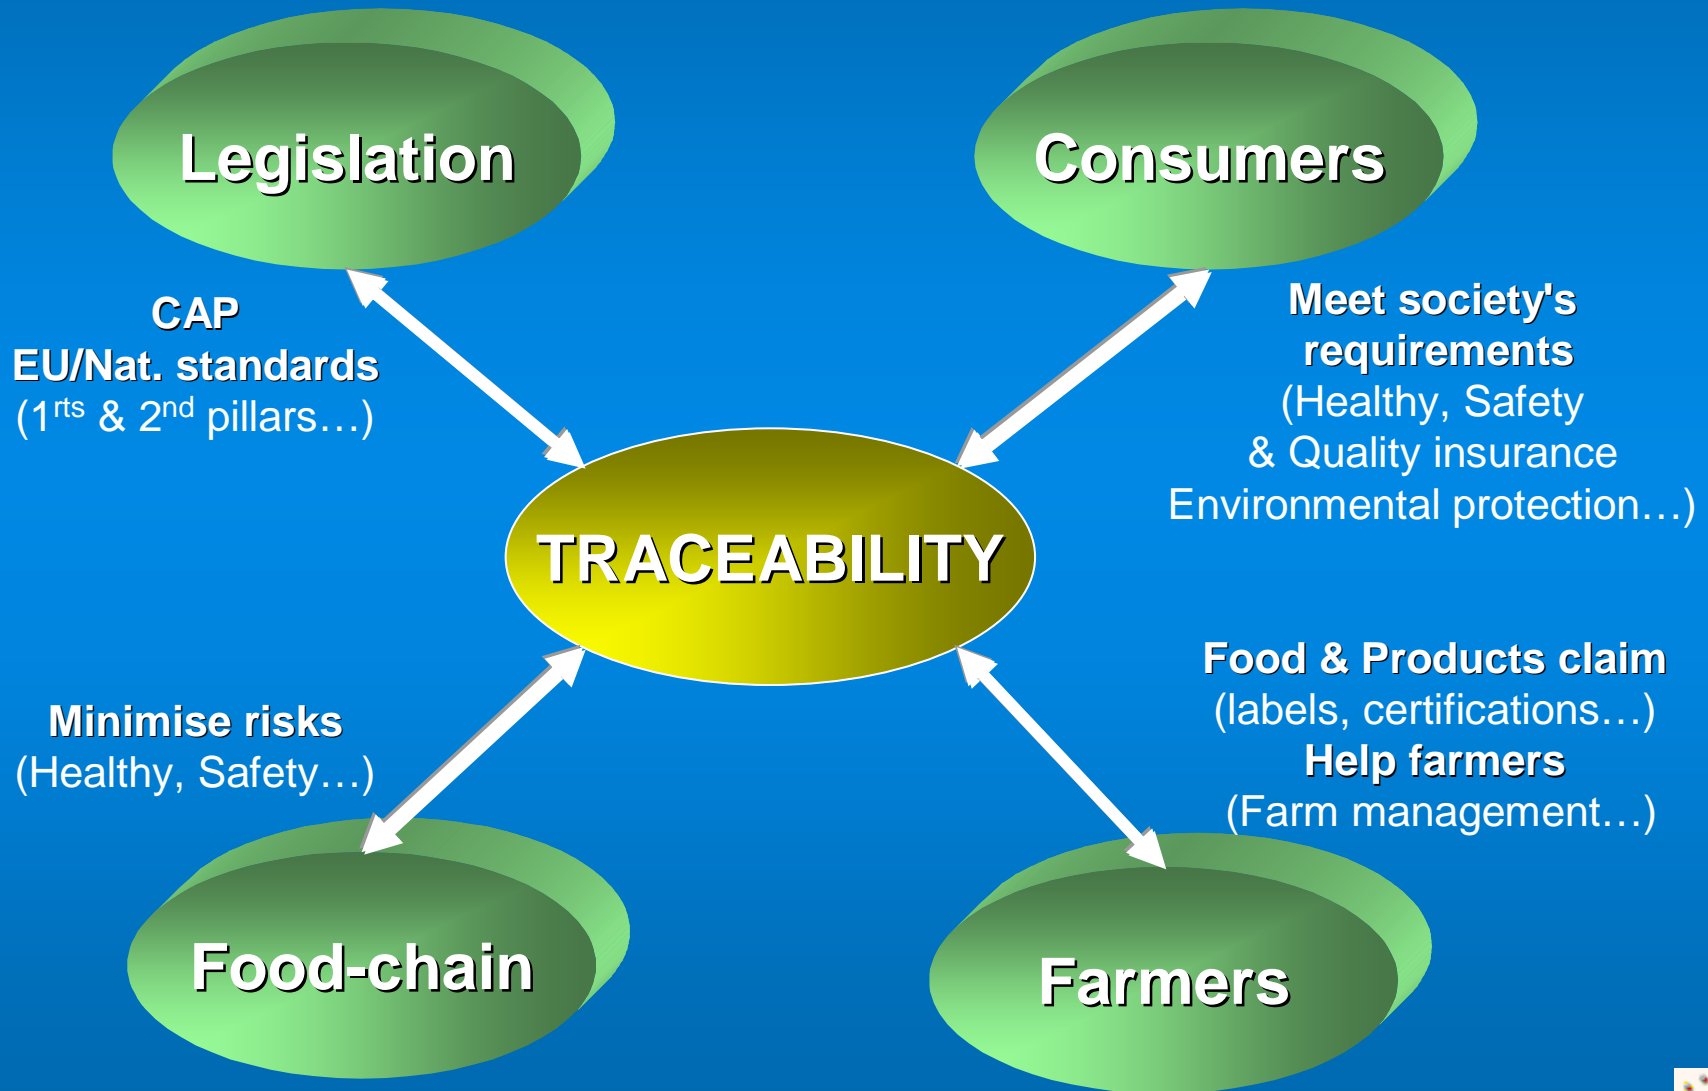 Legislation
Consumers
CAP
EU/Nat. standards
(1rts & 2nd pillars…)
Meet society's
requirements
(Healthy, Safety
& Quality insurance
Environmental protection…)
TRACEABILITY
Minimise risks
(Healthy, Safety…)
Food & Products claim
(labels, certifications…)
Help farmers
(Farm management…)
Food-chain
Farmers